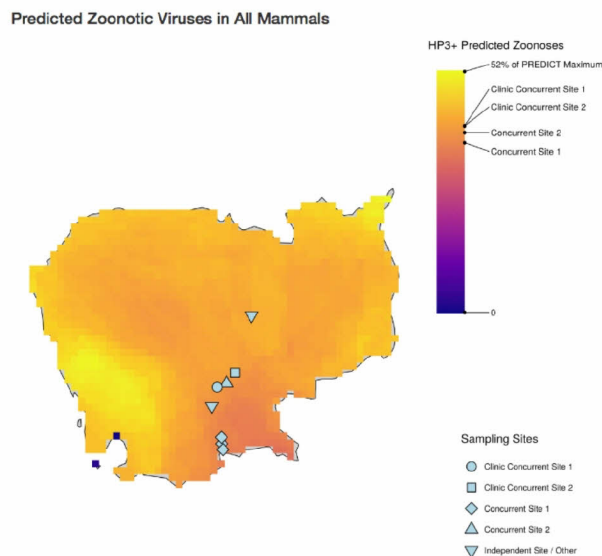 Predicted Zoonotic Viruses in All Mammals
HP3+ Predicted Zoonoses
52% of PREDICT Maximum
Clinic Concurrent Site 1
Clinic Concurrent Site 2
Concurrent Site 2
Concurrent Site 1
0
Sampling Sites
Clinic Concurrent Site 1
Clinic Concurrent Site 2
Concurrent Site 1
Concurrent Site 2
Independent Site / Other